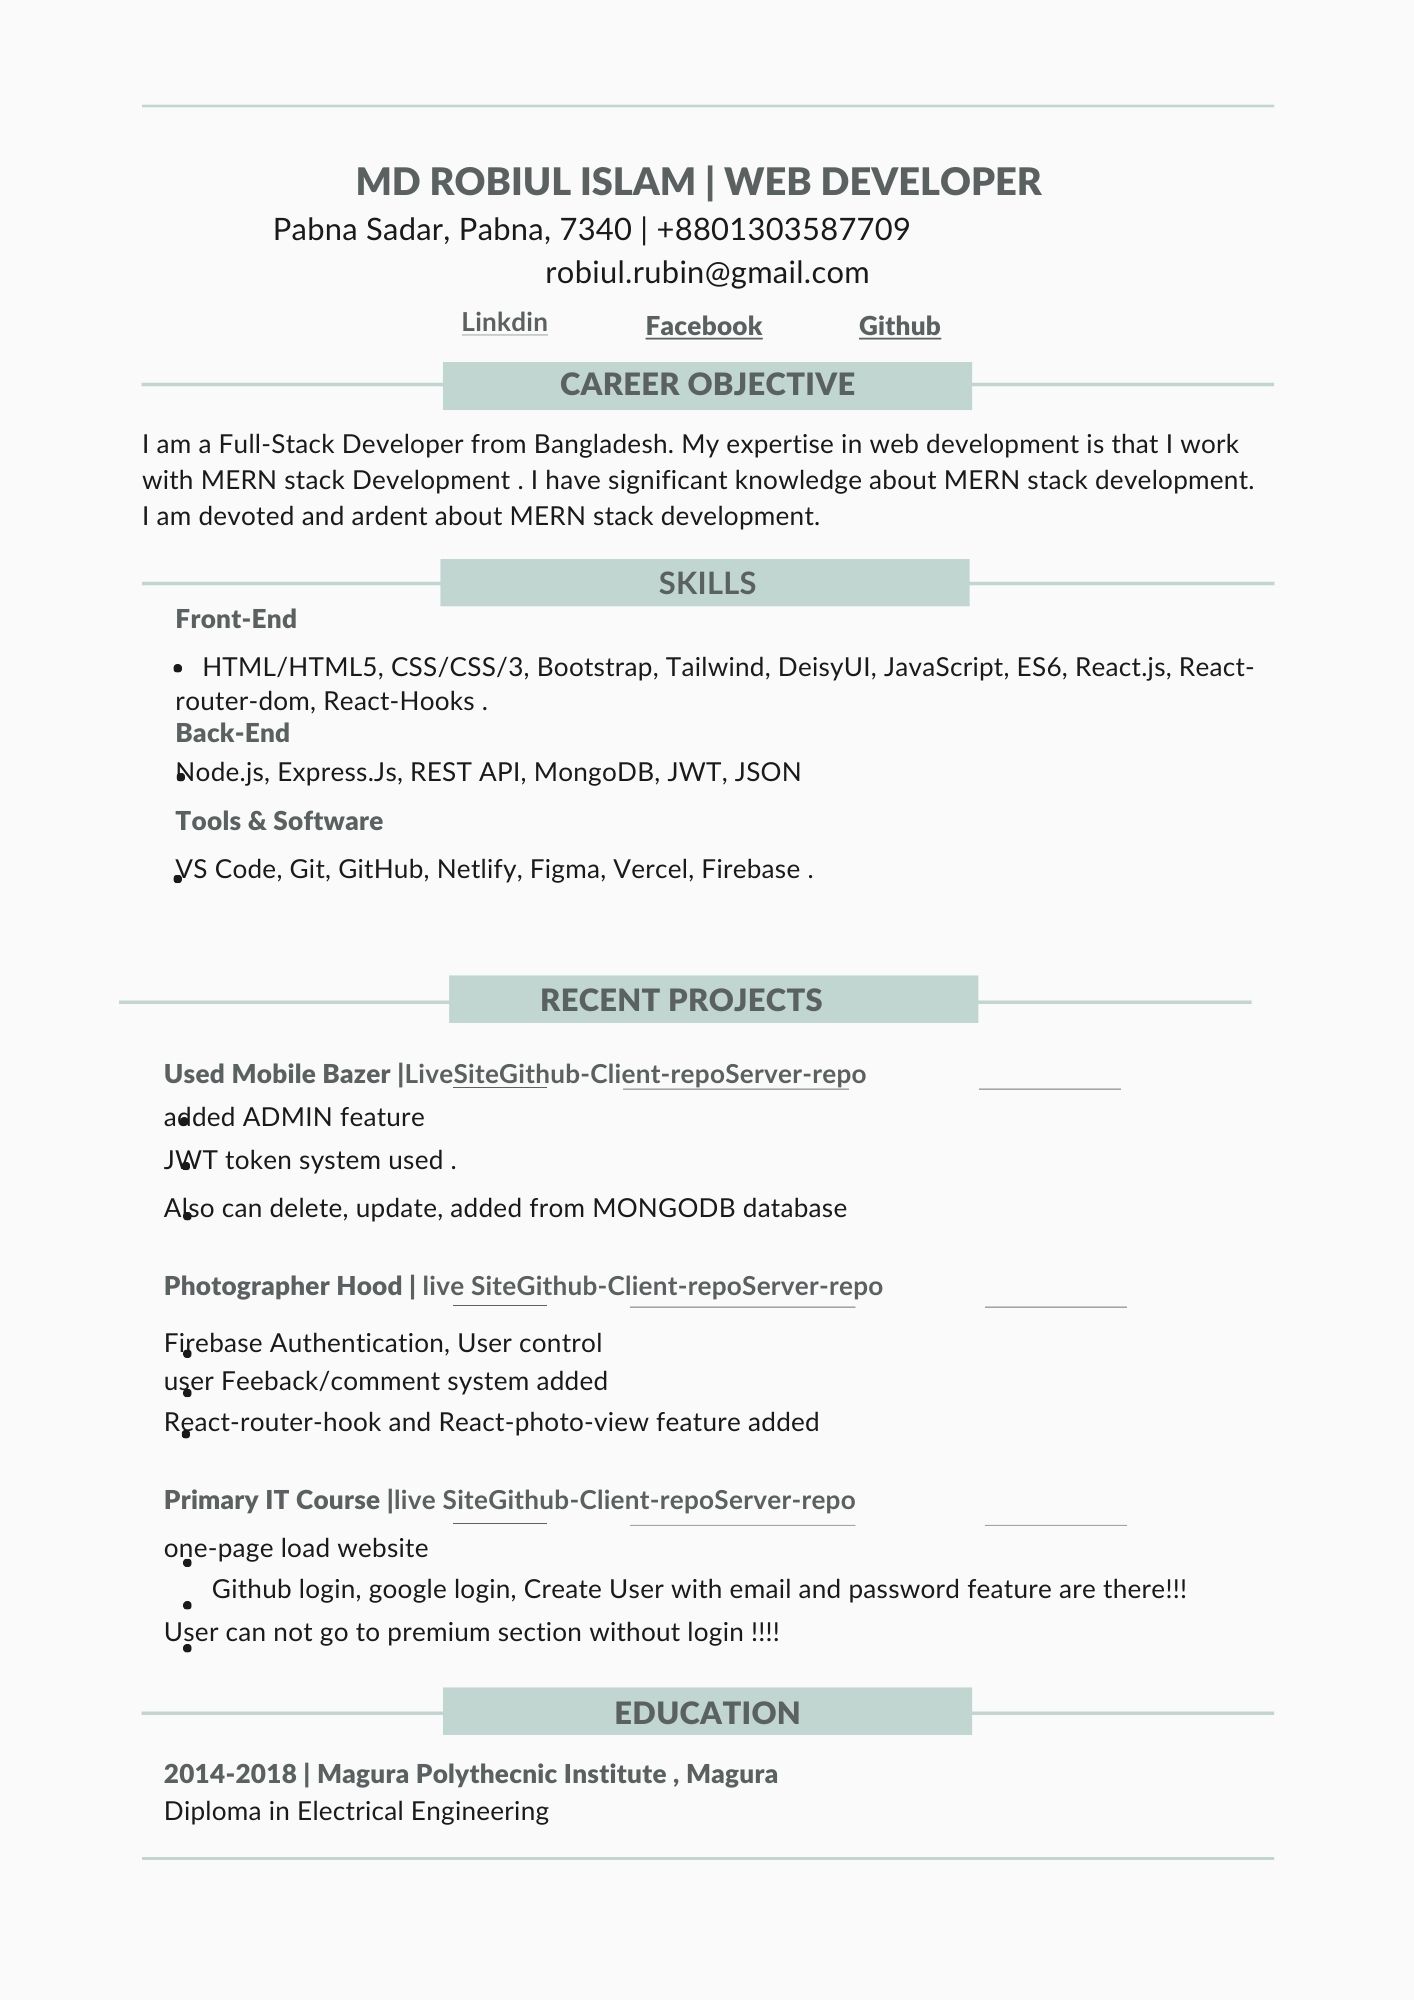 MD ROBIUL ISLAM | WEB DEVELOPER
Pabna Sadar, Pabna, 7340 | +8801303587709
robiul.rubin@gmail.com
Linkdin Facebook Github
CAREER OBJECTIVE
I am a Full-Stack Developer from Bangladesh. My expertise in web development is that I work
with MERN stack Development . I have significant knowledge about MERN stack development.
I am devoted and ardent about MERN stack development.
SKILLS
Front-End
• HTML/HTML5, CSS/CSS/3, Bootstrap, Tailwind, DeisyUI, JavaScript, ES6, React.js, React-
router-dom, React-Hooks .
Back-End
• Node.js, Express.Js, REST API, MongoDB, JWT, JSON
Tools & Software
• VS Code, Git, GitHub, Netlify, Figma, Vercel, Firebase .
RECENT PROJECTS
Used Mobile Bazer |LiveSiteGithub-Client-repoServer-repo
• added ADMIN feature
• JWT token system used .
• Also can delete, update, added from MONGODB database
Photographer Hood | live SiteGithub-Client-repoServer-repo
• Firebase Authentication, User control
• user Feeback/comment system added
• React-router-hook and React-photo-view feature added
Primary IT Course |live SiteGithub-Client-repoServer-repo
• one-page load website
• Github login, google login, Create User with email and password feature are there!!!
• User can not go to premium section without login !!!!
EDUCATION
2014-2018 | Magura Polythecnic Institute , Magura
Diploma in Electrical Engineering